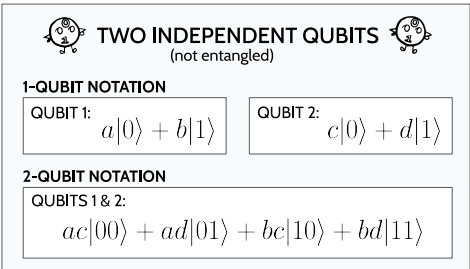 TWO INDEPENDENT QUBITS
(not entangled)
1-QUBIT NOTATION
QUBIT 1:
a|0⟩ + b|1⟩
QUBIT 2:
c|0⟩ + d|1⟩
2-QUBIT NOTATION
QUBITS 1 & 2:
ac|00⟩ + ad|01⟩ + bc|10⟩ + bd|11⟩